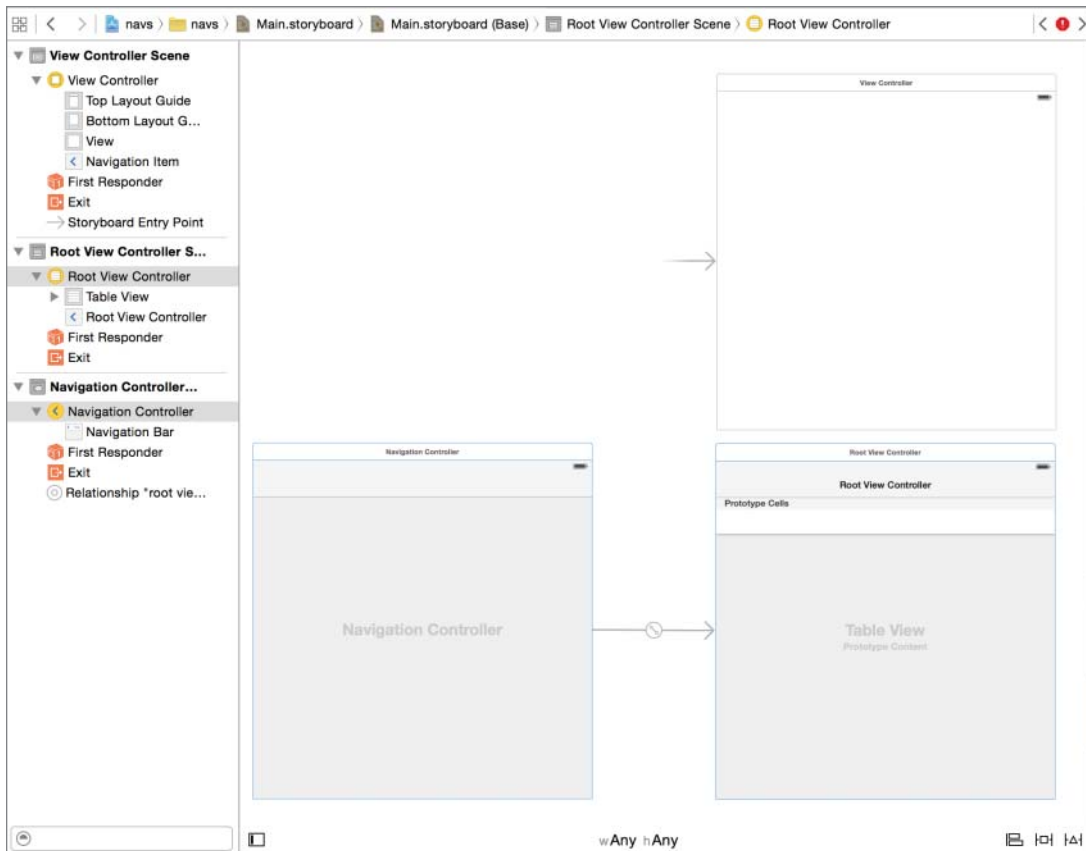 navs navs Main.storyboard Main.storyboard (Base) Root View Controller Scene Root View Controller
View Controller Scene
View Controller
Top Layout Guide
Bottom Layout G...
View
Navigation Item
First Responder
Exit
Storyboard Entry Point
Root View Controller S...
Root View Controller
Table View
Root View Controller
First Responder
Exit
Navigation Controller...
Navigation Controller
Navigation Bar
First Responder
Exit
Relationship "root vie...
View Controller
Navigation Controller
Navigation Controller
Root View Controller
Root View Controller
Prototype Cells
Table View
Prototype Content
wAny hAny